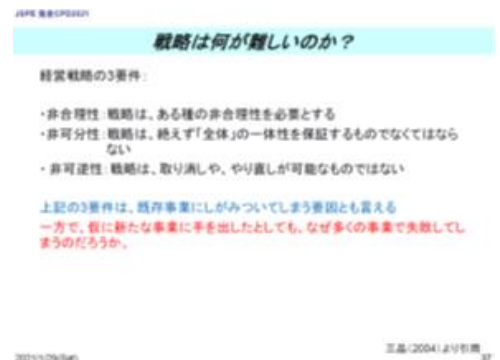 戦略は何が難しいのか？
経営戦略の3要件:
・非合理性:戦略は、ある種の非合理性を必要とする
・非可分性:戦略は、絶えず「全体」の一体性を保証するものでなくてはなら
ない
・非可逆性:戦略は、取り消しや、やり直しが可能なものではない
上記の3要件は、既存事業にしがみついてしまう要因とも言える
一方で、仮に新たな事業に手を出したとしても、なぜ多くの事業で失敗してし
まうのだろうか。
三品(2004)より引用